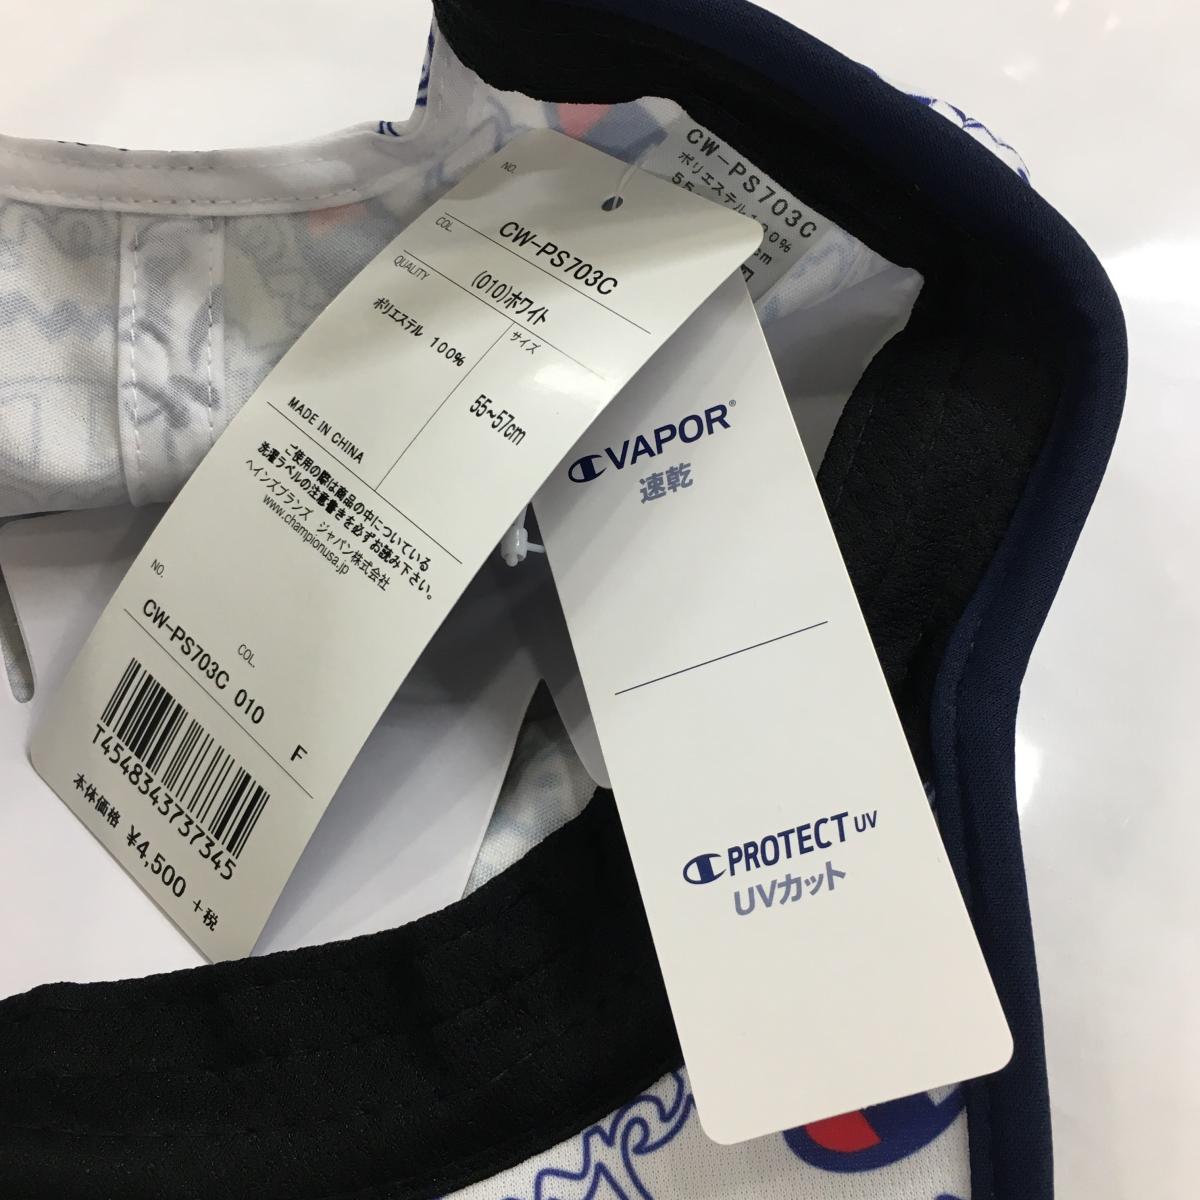 NO.
CW-PS703C
COL.
(010)ホワイト
QUALITY
サイズ
ポリエステル 100%
55~57cm
MADE IN CHINA
ご使用の際は商品の中についている
洗濯ラベルの注意書きを必ずお読み下さい。
ヘインズブランズ ジャパン株式会社
www.championusa.jp
NO.
COL.
CW-PS703C 010
F
T4548343737345
本体価格 ¥4,500 +税
CW-PS703C
ポリエステル100%
55
cm
VAPOR®
速乾
PROTECT UV
UVカット